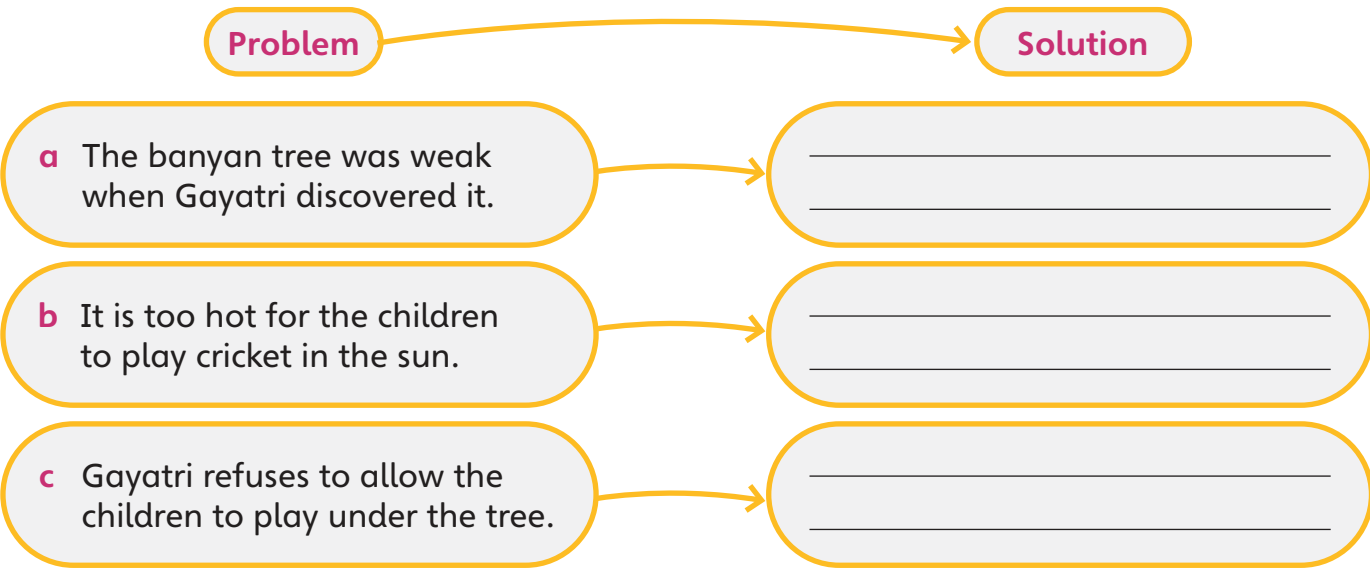 Problem
Solution
a The banyan tree was weak
when Gayatri discovered it.
b It is too hot for the children
to play cricket in the sun.
c Gayatri refuses to allow the
children to play under the tree.